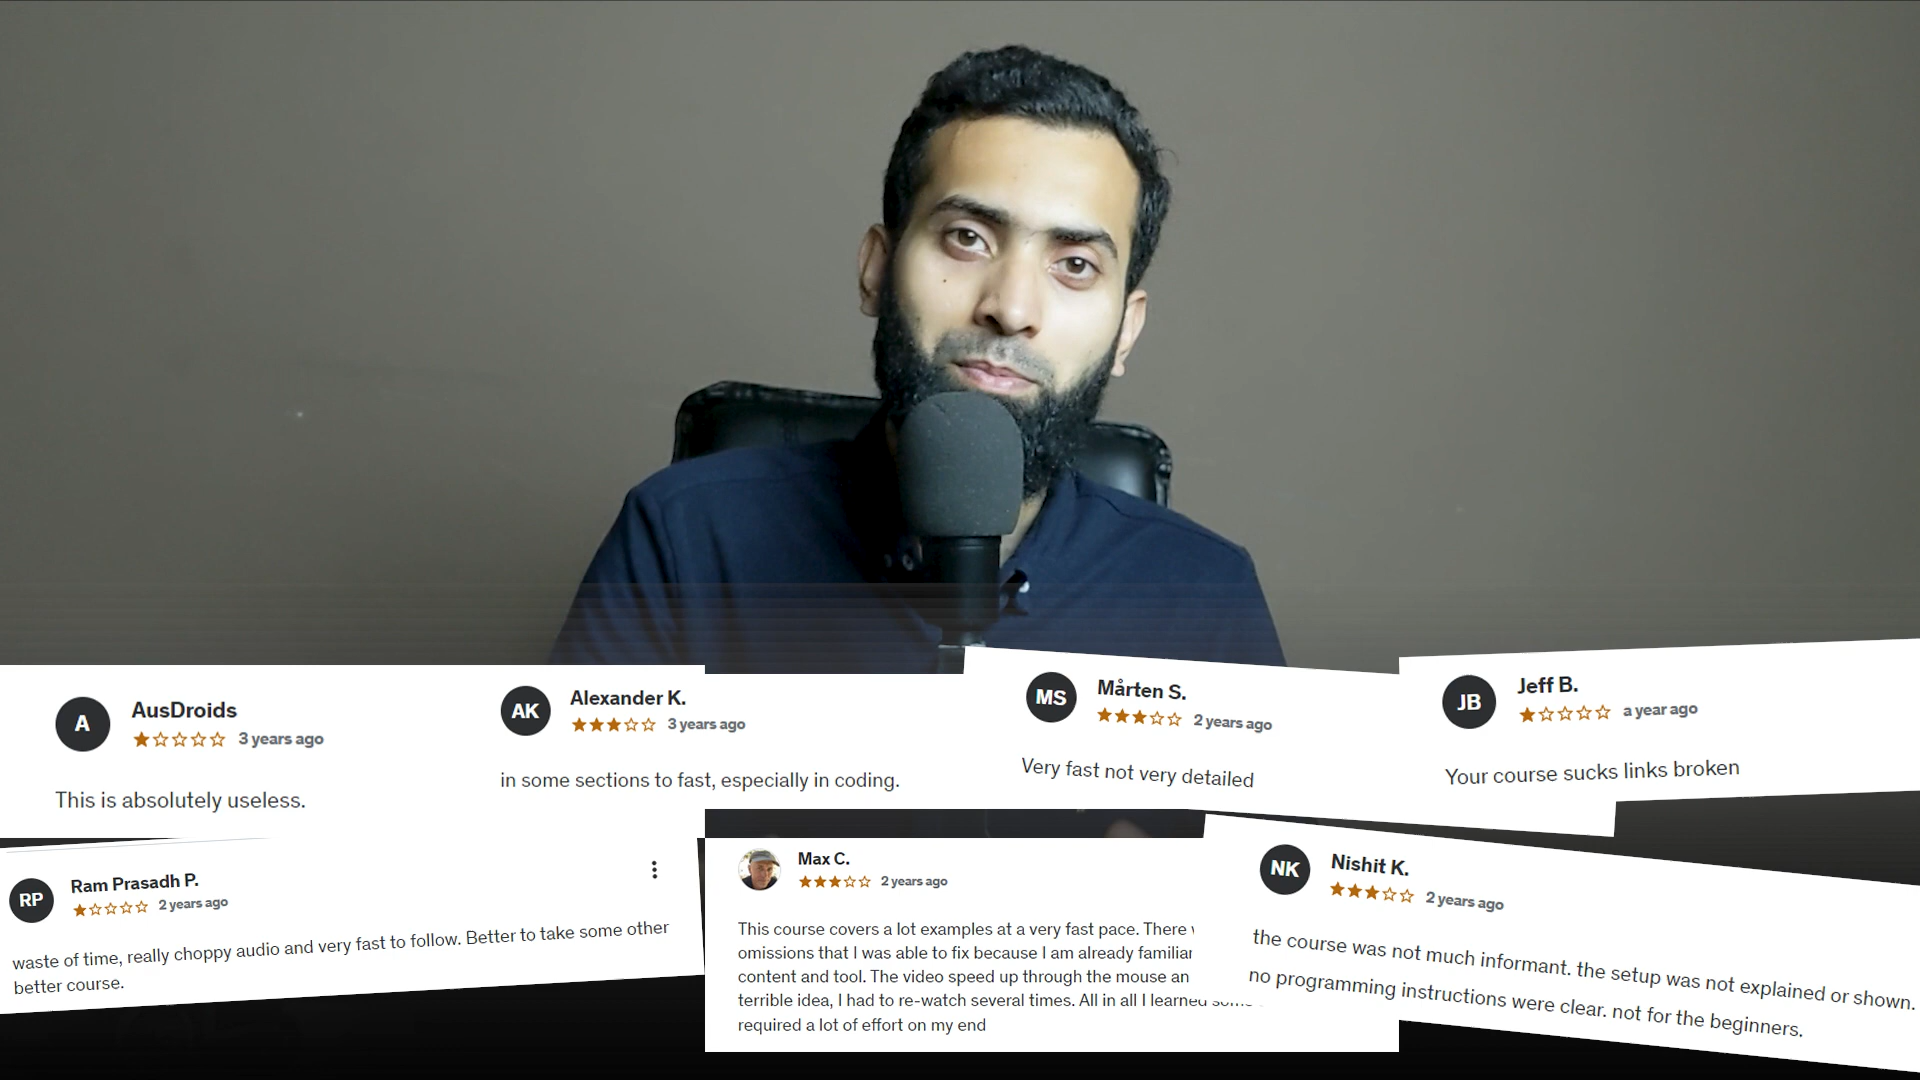 A
AusDroids
3 years ago
This is absolutely useless.
AK
Alexander K.
3 years ago
in some sections to fast, especially in coding.
MS
Mårten S.
2 years ago
Very fast not very detailed
JB
Jeff B.
a year ago
Your course sucks links broken
RP
Ram Prasadh P.
2 years ago
waste of time, really choppy audio and very fast to follow. Better to take some other
better course.
Max C.
2 years ago
This course covers a lot examples at a very fast pace. There
omissions that I was able to fix because I am already familiar
content and tool. The video speed up through the mouse an
terrible idea, I had to re-watch several times. All in all I learned
required a lot of effort on my end
NK
Nishit K.
2 years ago
the course was not much informant. the setup was not explained or shown.
no programming instructions were clear. not for the beginners.